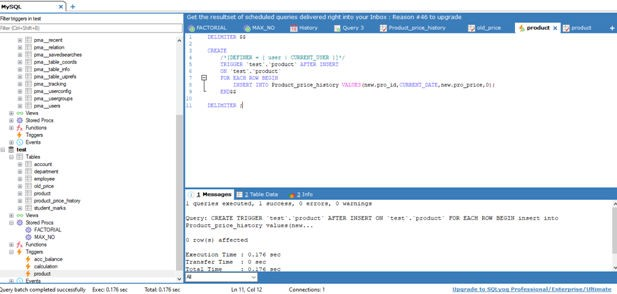 MySQL
Filter triggers in test
Filter (Ctrl+Shift+B)
pma__recent
pma__relation
pma__savedsearches
pma__table_coords
pma__table_info
pma__table_uiprefs
pma__tracking
pma__userconfig
pma__usergroups
pma__users
Views
Stored Procs
Functions
Triggers
Events
test
Tables
account
department
employee
old_price
product
product_price_history
student_marks
Views
Stored Procs
FACTORIAL
MAX_NO
Functions
Triggers
acc_balance
calculation
product
Events
Get the resultset of scheduled queries delivered right into your Inbox : Reason #46 to upgrade
FACTORIAL MAX_NO History Query 3 Product_price_history old_price product product
1 DELIMITER $$
2
3 CREATE
4 /*[DEFINER = { user | CURRENT_USER }]*/
5 TRIGGER `test`.`product` AFTER INSERT
6 ON `test`.`product`
7 FOR EACH ROW BEGIN
8 INSERT INTO Product_price_history VALUES(new.pro_id,CURRENT_DATE,new.pro_price,0);
9 END$$
10
11 DELIMITER ;
1 Messages 2 Table Data 3 Info
1 queries executed, 1 success, 0 errors, 0 warnings
Query: CREATE TRIGGER `test`.`product` AFTER INSERT ON `test`.`product` FOR EACH ROW BEGIN insert into
Product_price_history values(new...
0 row(s) affected
Execution Time : 0.176 sec
Transfer Time : 0 sec
Total Time : 0.176 sec
All
Query batch completed successfully Exec: 0.176 sec Total: 0.176 sec Ln 11, Col 12 Connections: 1 Upgrade to SQLyog Professional/Enterprise/Ultimate